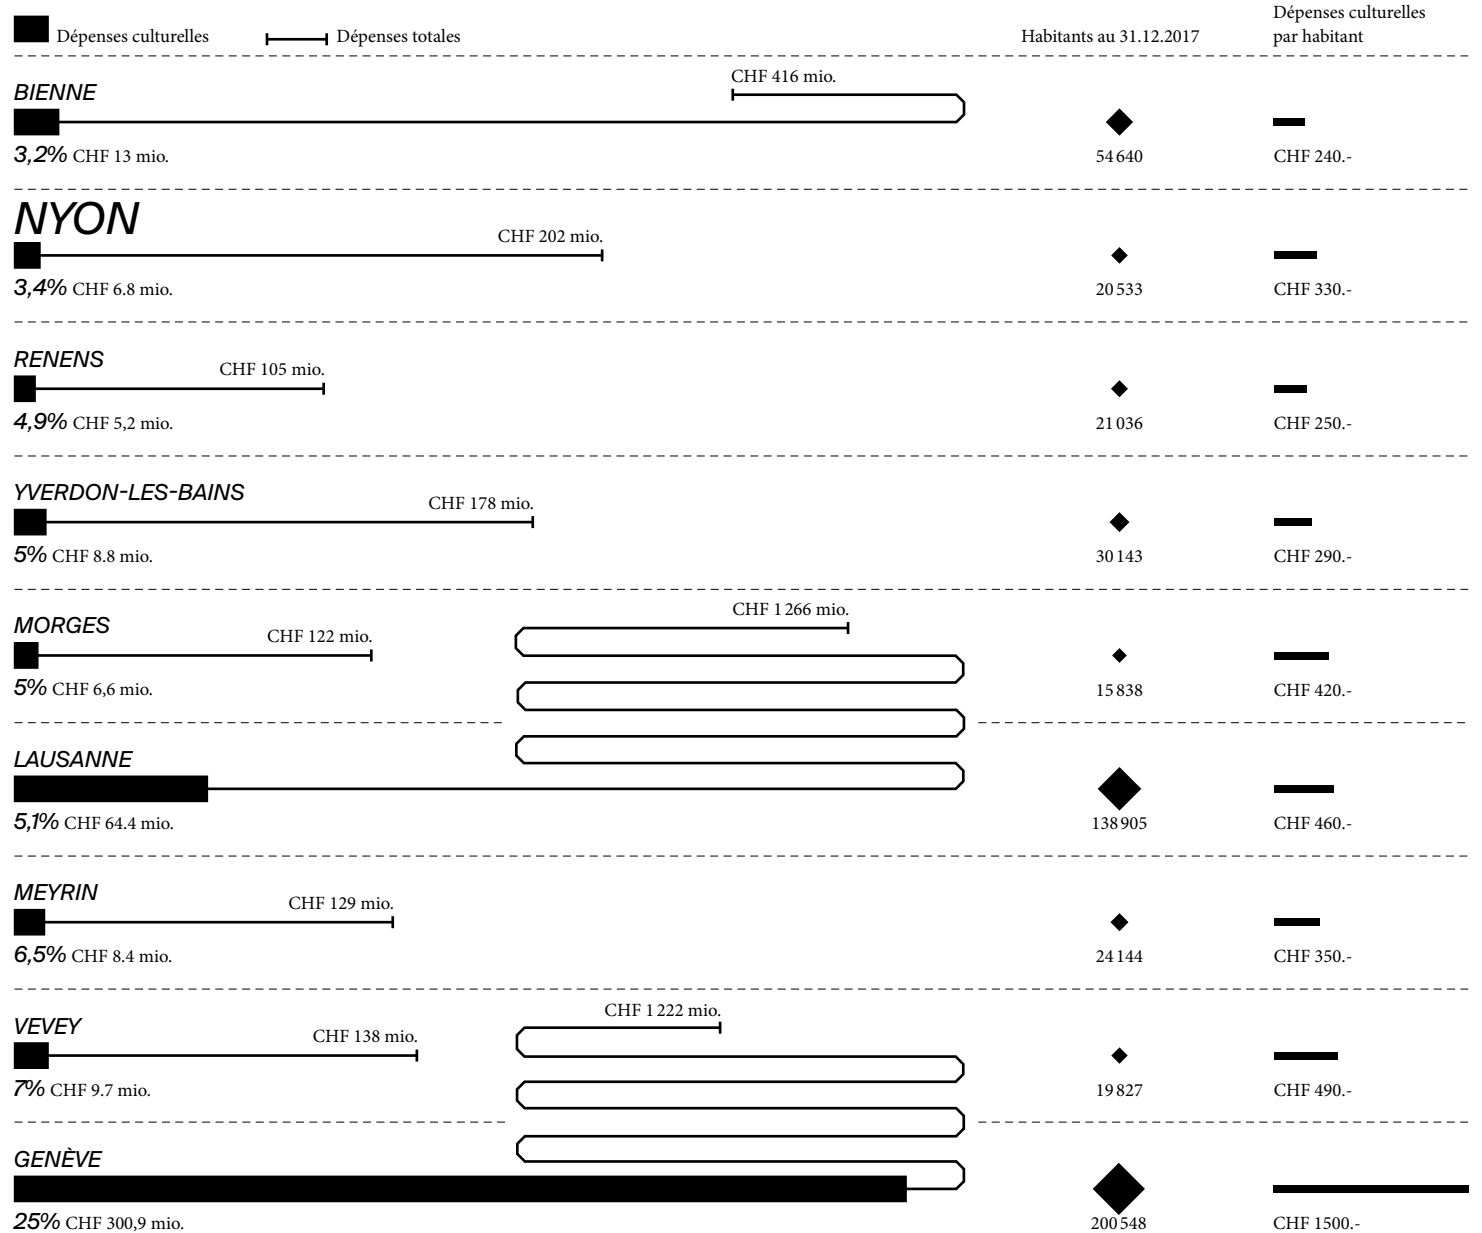 Dépenses culturelles
Dépenses totales
Habitants au 31.12.2017
Dépenses culturelles
par habitant
BIENNE
CHF 416 mio.
3,2% CHF 13 mio.
54 640
CHF 240.-
NYON
CHF 202 mio.
3,4% CHF 6.8 mio.
20 533
CHF 330.-
RENENS
CHF 105 mio.
4,9% CHF 5,2 mio.
21 036
CHF 250.-
YVERDON-LES-BAINS
CHF 178 mio.
5% CHF 8.8 mio.
30 143
CHF 290.-
MORGES
CHF 122 mio.
5% CHF 6,6 mio.
15 838
CHF 420.-
CHF 1 266 mio.
LAUSANNE
5,1% CHF 64.4 mio.
138 905
CHF 460.-
MEYRIN
CHF 129 mio.
6,5% CHF 8.4 mio.
24 144
CHF 350.-
VEVEY
CHF 138 mio.
7% CHF 9.7 mio.
19 827
CHF 490.-
CHF 1 222 mio.
GENÈVE
25% CHF 300,9 mio.
200 548
CHF 1500.-